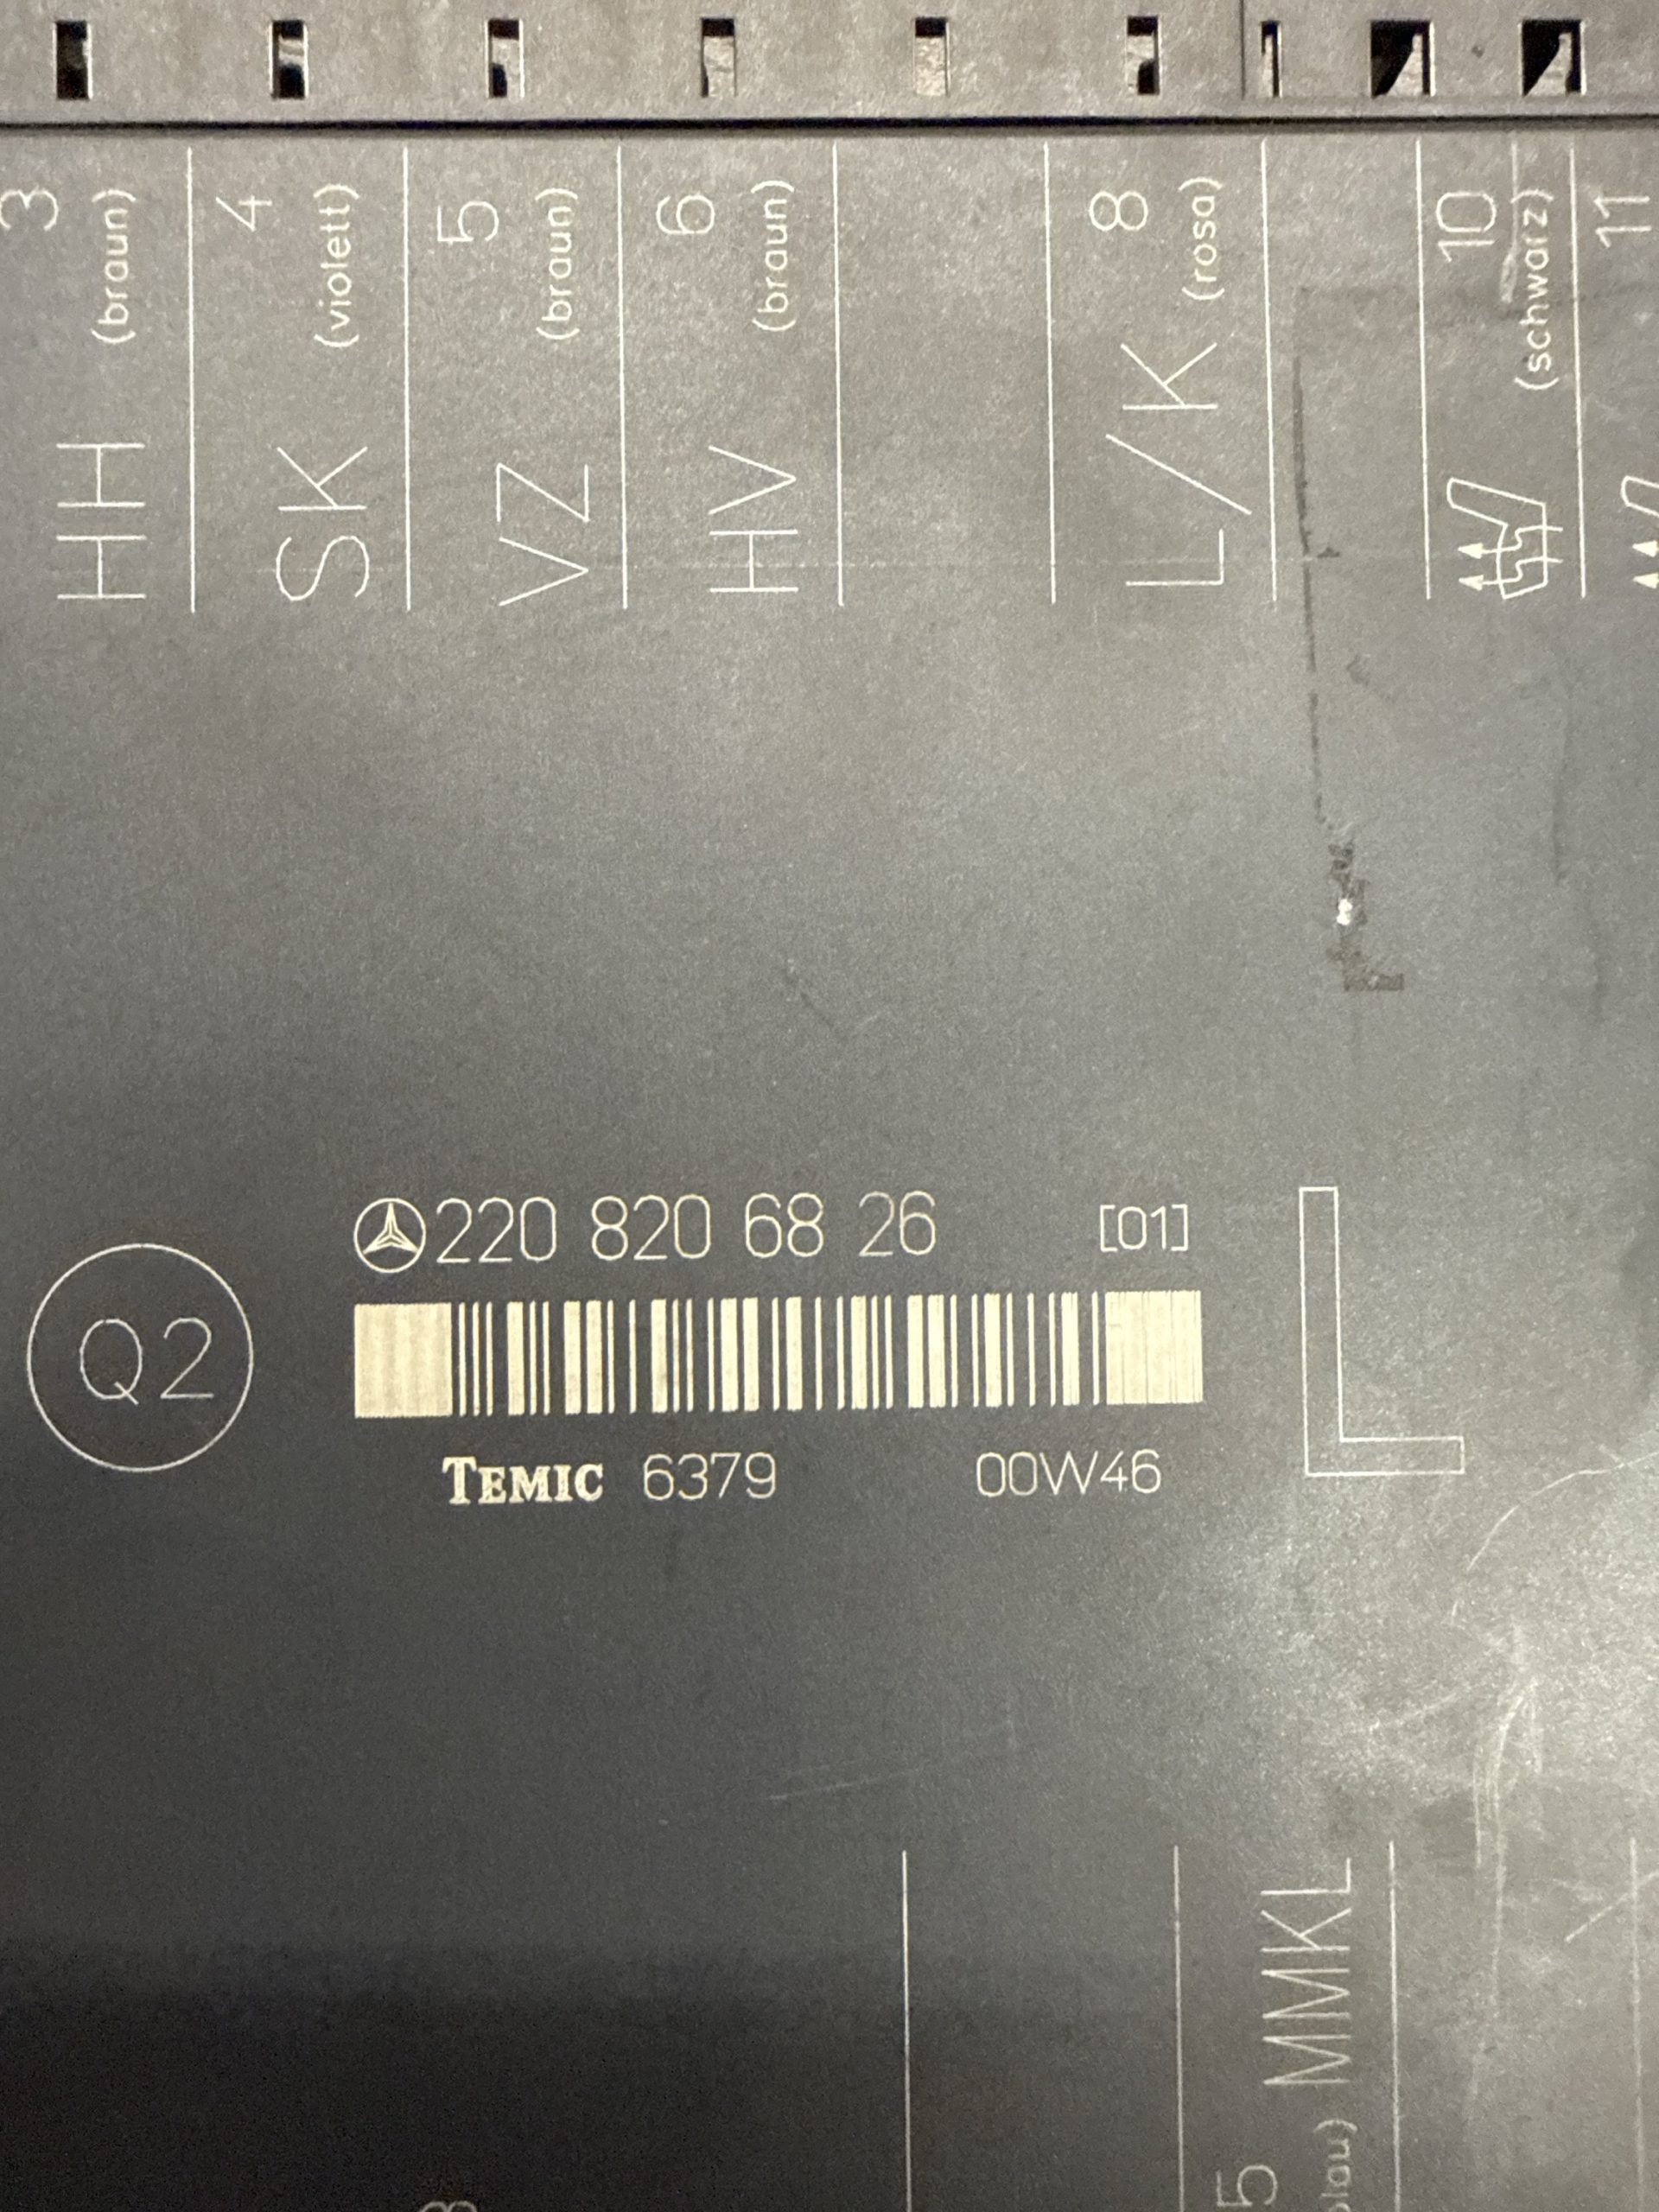 3 (braun)
HH
4 (violett)
SK
5 (braun)
VZ
6 (braun)
HV
8 (rosa)
L/K
10 (schwarz)
11
220 820 68 26 [01]
Q2
TEMIC 6379 00W46
L
MMKL
5